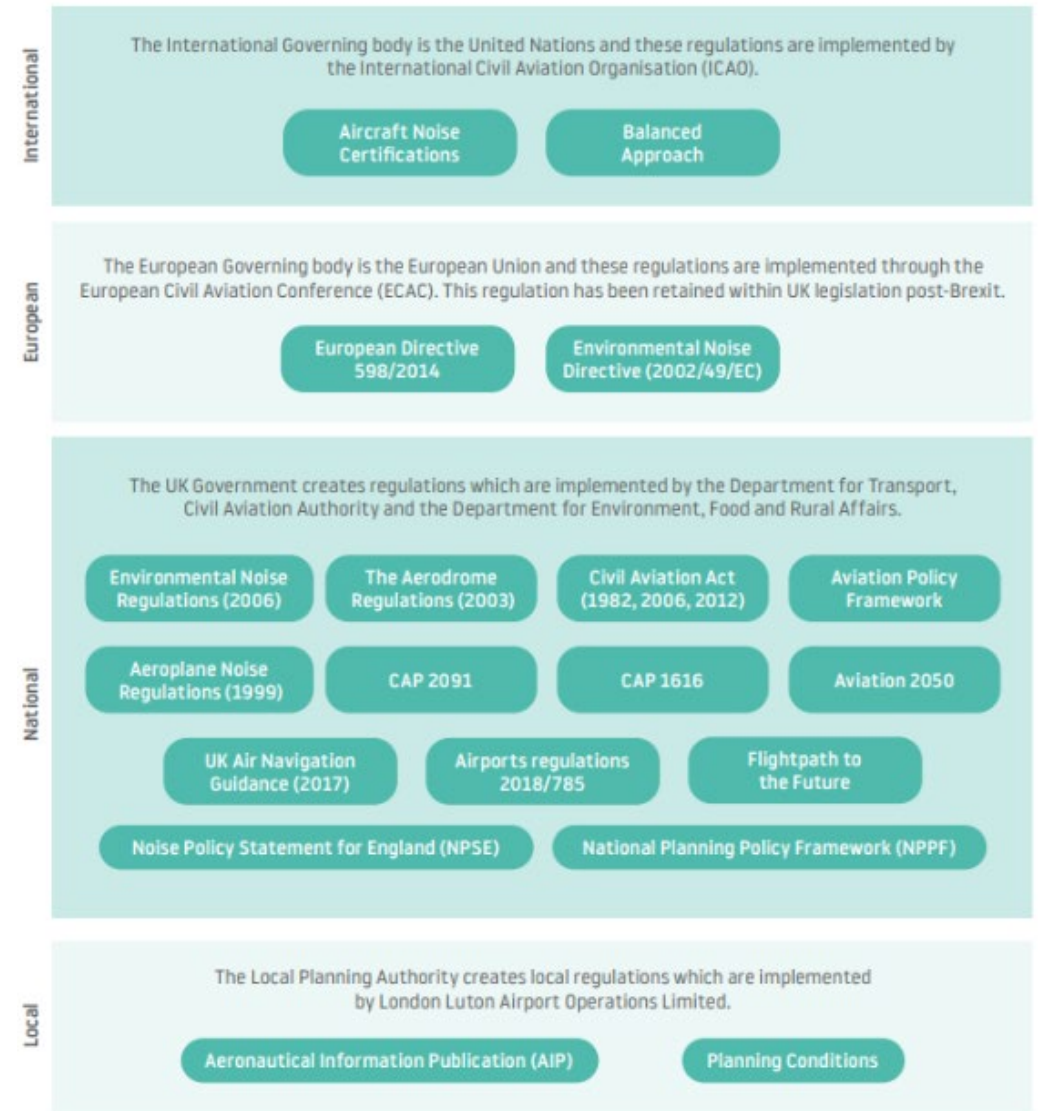 International
The International Governing body is the United Nations and these regulations are implemented by
the International Civil Aviation Organisation (ICAO).
Aircraft Noise
Certifications
Balanced
Approach
European
The European Governing body is the European Union and these regulations are implemented through the
European Civil Aviation Conference (ECAC). This regulation has been retained within UK legislation post-Brexit.
European Directive
598/2014
Environmental Noise
Directive (2002/49/EC)
National
The UK Government creates regulations which are implemented by the Department for Transport,
Civil Aviation Authority and the Department for Environment, Food and Rural Affairs.
Environmental Noise
Regulations (2006)
The Aerodrome
Regulations (2003)
Civil Aviation Act
(1982, 2006, 2012)
Aviation Policy
Framework
Aeroplane Noise
Regulations (1999)
CAP 2091
CAP 1616
Aviation 2050
UK Air Navigation
Guidance (2017)
Airports regulations
2018/785
Flightpath to
the Future
Noise Policy Statement for England (NPSE)
National Planning Policy Framework (NPPF)
Local
The Local Planning Authority creates local regulations which are implemented
by London Luton Airport Operations Limited.
Aeronautical Information Publication (AIP)
Planning Conditions